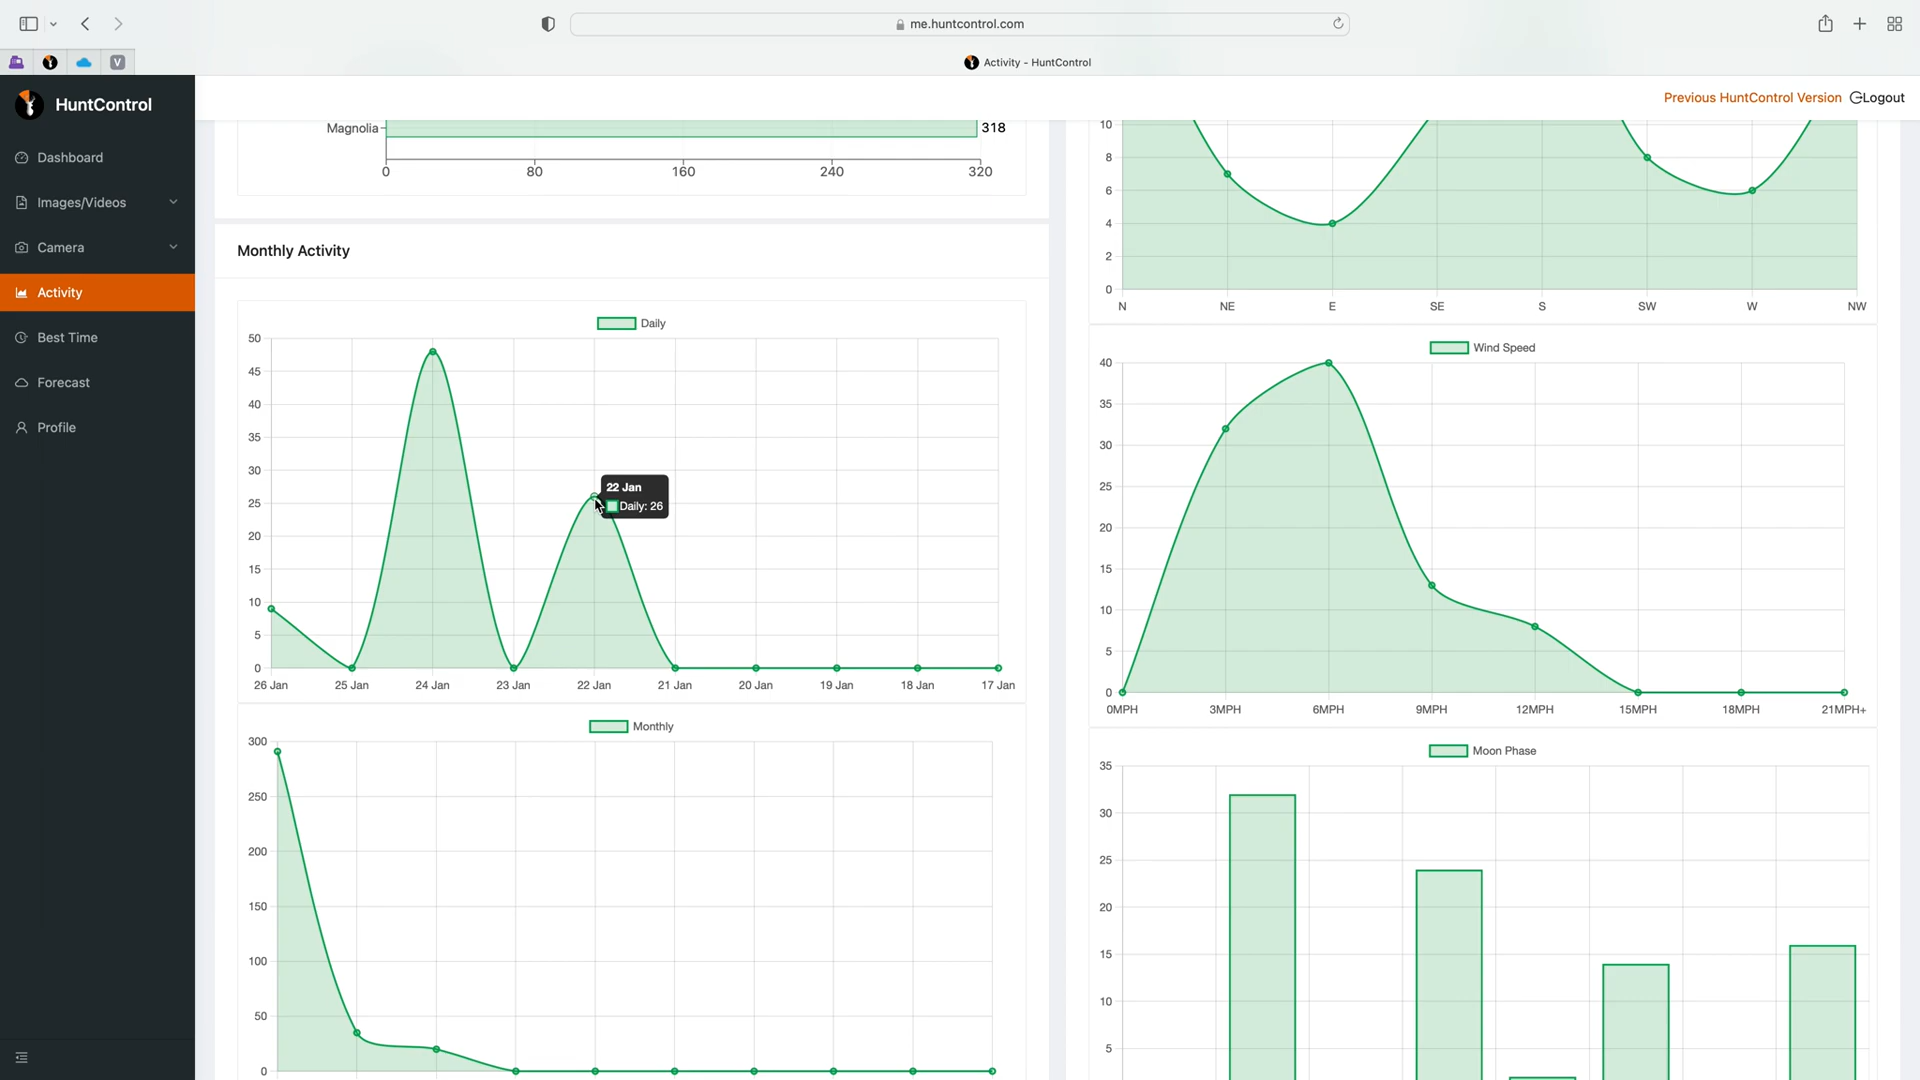 me.huntcontrol.com
V
Activity - HuntControl
HuntControl
Previous HuntControl Version Logout
Dashboard
Images/Videos
Camera
Activity
Best Time
Forecast
Profile
Magnolia
318
0 80 160 240 320
Monthly Activity
Daily
50
45
40
35
30
25
20
15
10
5
0
22 Jan
Daily: 26
26 Jan 25 Jan 24 Jan 23 Jan 22 Jan 21 Jan 20 Jan 19 Jan 18 Jan 17 Jan
Monthly
300
250
200
150
100
50
0
10
8
6
4
2
0
N NE E SE S SW W NW
Wind Speed
40
35
30
25
20
15
10
5
0
0MPH 3MPH 6MPH 9MPH 12MPH 15MPH 18MPH 21MPH+
Moon Phase
35
30
25
20
15
10
5